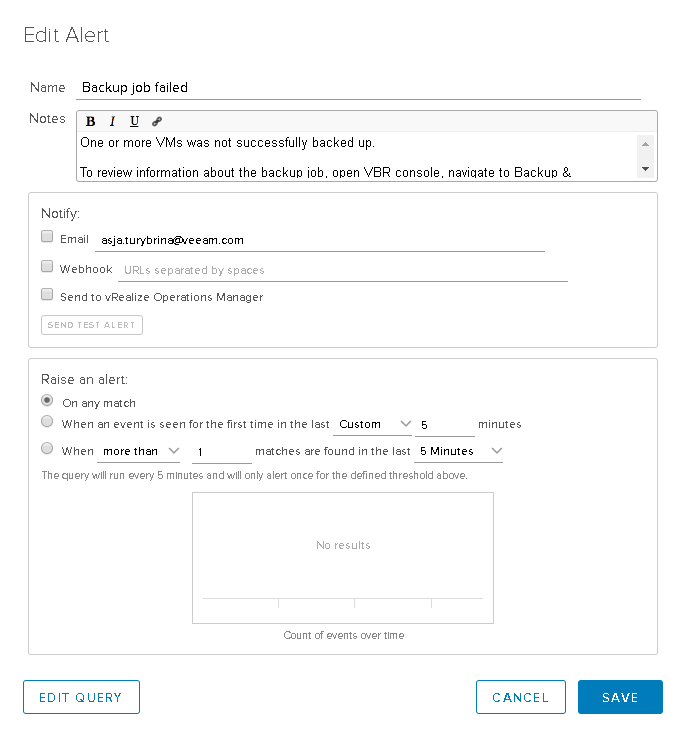 Edit Alert
Name Backup job failed
Notes B I U
One or more VMs was not successfully backed up.
To review information about the backup job, open VBR console, navigate to Backup &
Notify:
Email asja.turybrina@veeam.com
Webhook URLs separated by spaces
Send to vRealize Operations Manager
SEND TEST ALERT
Raise an alert:
On any match
When an event is seen for the first time in the last Custom 5 minutes
When more than 1 matches are found in the last 5 Minutes
The query will run every 5 minutes and will only alert once for the defined threshold above.
No results
Count of events over time
EDIT QUERY CANCEL SAVE